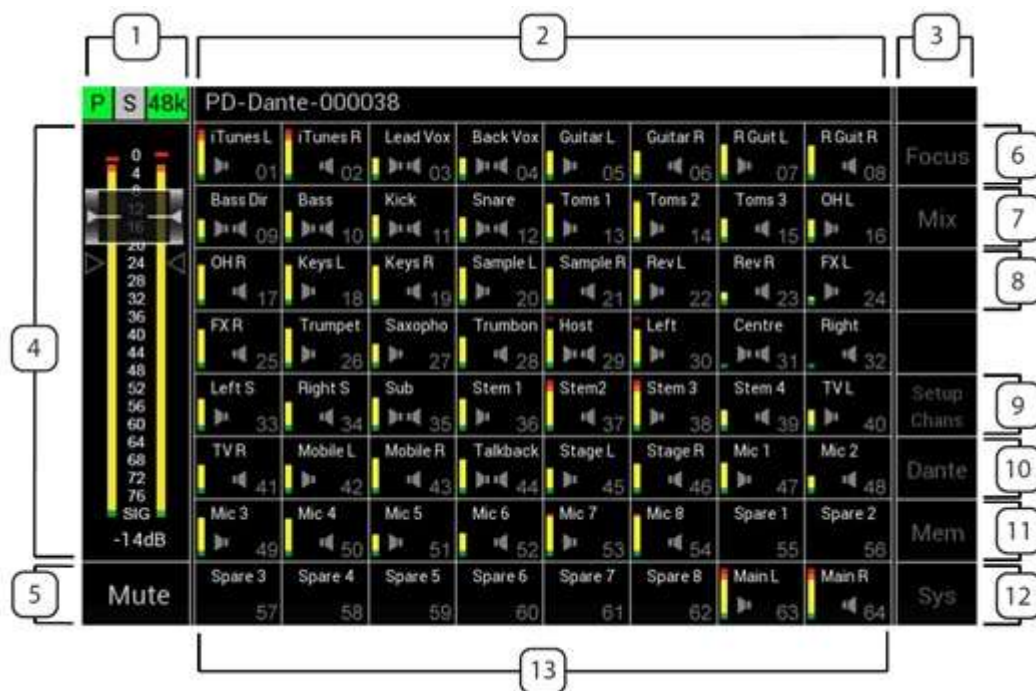 1
2
3
P S 48k PD-Dante-000038
iTunes L iTunes R Lead Vox Back Vox Guitar L Guitar R R Guit L R Guit R
01 02 03 04 05 06 07 08
Focus
6
Bass Dir Bass Kick Snare Toms 1 Toms 2 Toms 3 OH L
09 10 11 12 13 14 15 16
Mix
7
OH R Keys L Keys R Sample L Sample R Rev L Rev R FX L
17 18 19 20 21 22 23 24
8
FX R Trumpet Saxopho Trumbon Host Left Centre Right
25 26 27 28 29 30 31 32
Left S Right S Sub Stem 1 Stem2 Stem 3 Stem 4 TV L
33 34 35 36 37 38 39 40
Setup
Chans
9
TV R Mobile L Mobile R Talkback Stage L Stage R Mic 1 Mic 2
41 42 43 44 45 46 47 48
Dante
10
Mic 3 Mic 4 Mic 5 Mic 6 Mic 7 Mic 8 Spare 1 Spare 2
49 50 51 52 53 54 55 56
Mem
11
Spare 3 Spare 4 Spare 5 Spare 6 Spare 7 Spare 8 Main L Main R
57 58 59 60 61 62 63 64
Sys
12
4
0
4
12
16
20
24
28
32
36
40
44
48
52
56
60
64
68
72
76
SIG
-14dB
5
Mute
13